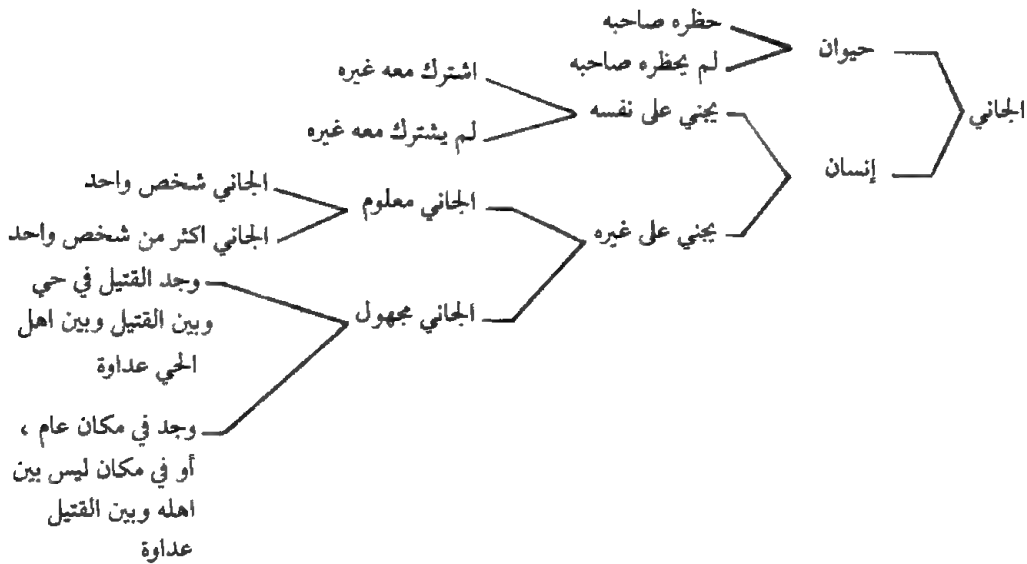 الجاني
حيوان
حظره صاحبه
لم يحظره صاحبه
إنسان
يجني على نفسه
اشترك معه غيره
لم يشترك معه غيره
يجني على غيره
الجاني معلوم
الجاني شخص واحد
الجاني اكثر من شخص واحد
الجاني مجهول
وجد القتيل في حي
وبين القتيل وبين اهل
الحي عداوة
وجد في مكان عام ،
أو في مكان ليس بين
اهله وبين القتيل
عداوة